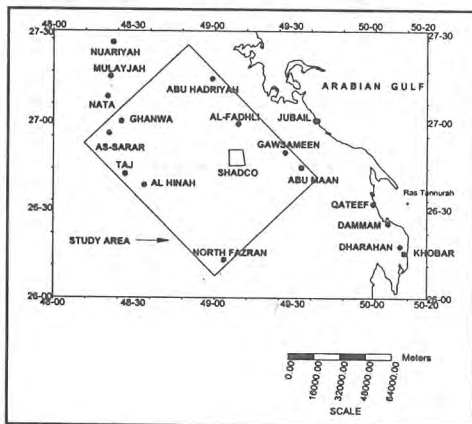 48-00 48-30 49-00 49-30 50-00 50-20
27-30 27-30
NUARIYAH
MULAYJAH
ABU HADRIYAH
ARABIAN GULF
NATA
GHANWA
AL-FADHLI
JUBAIL
27-00 27-00
AS-SARAR
GAWSAMEEN
TAJ
SHADCO
ABU MAAN
AL HINAH
QATEEF
Ras Tannurah
26-30 26-30
DAMMAM
STUDY AREA
NORTH FAZRAN
DHARAHAN
KHOBAR
26-00 26-00
48-00 48-30 49-00 49-30 50-00 50-20
Meters
0.00 16000.00 32000.00 48000.00 64000.00
SCALE